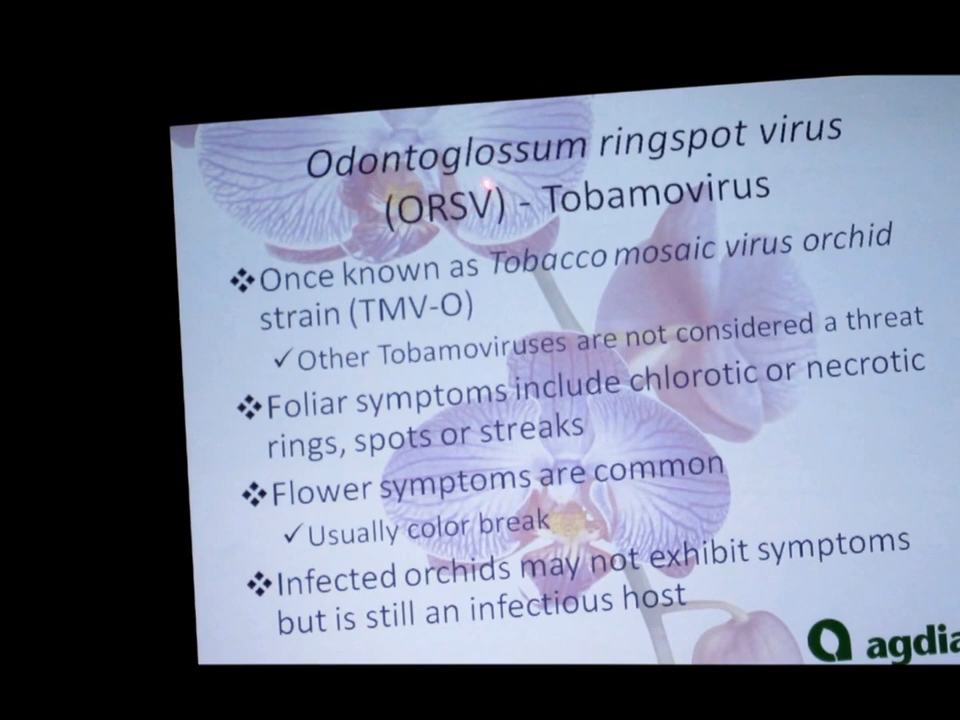 Odontoglossum ringspot virus
(ORSV) - Tobamovirus
❖Once known as Tobacco mosaic virus orchid
strain (TMV-O)
✓Other Tobamoviruses are not considered a threat
❖Foliar symptoms include chlorotic or necrotic
rings, spots or streaks
❖Flower symptoms are common
✓Usually color break
❖Infected orchids may not exhibit symptoms
but is still an infectious host
agdia